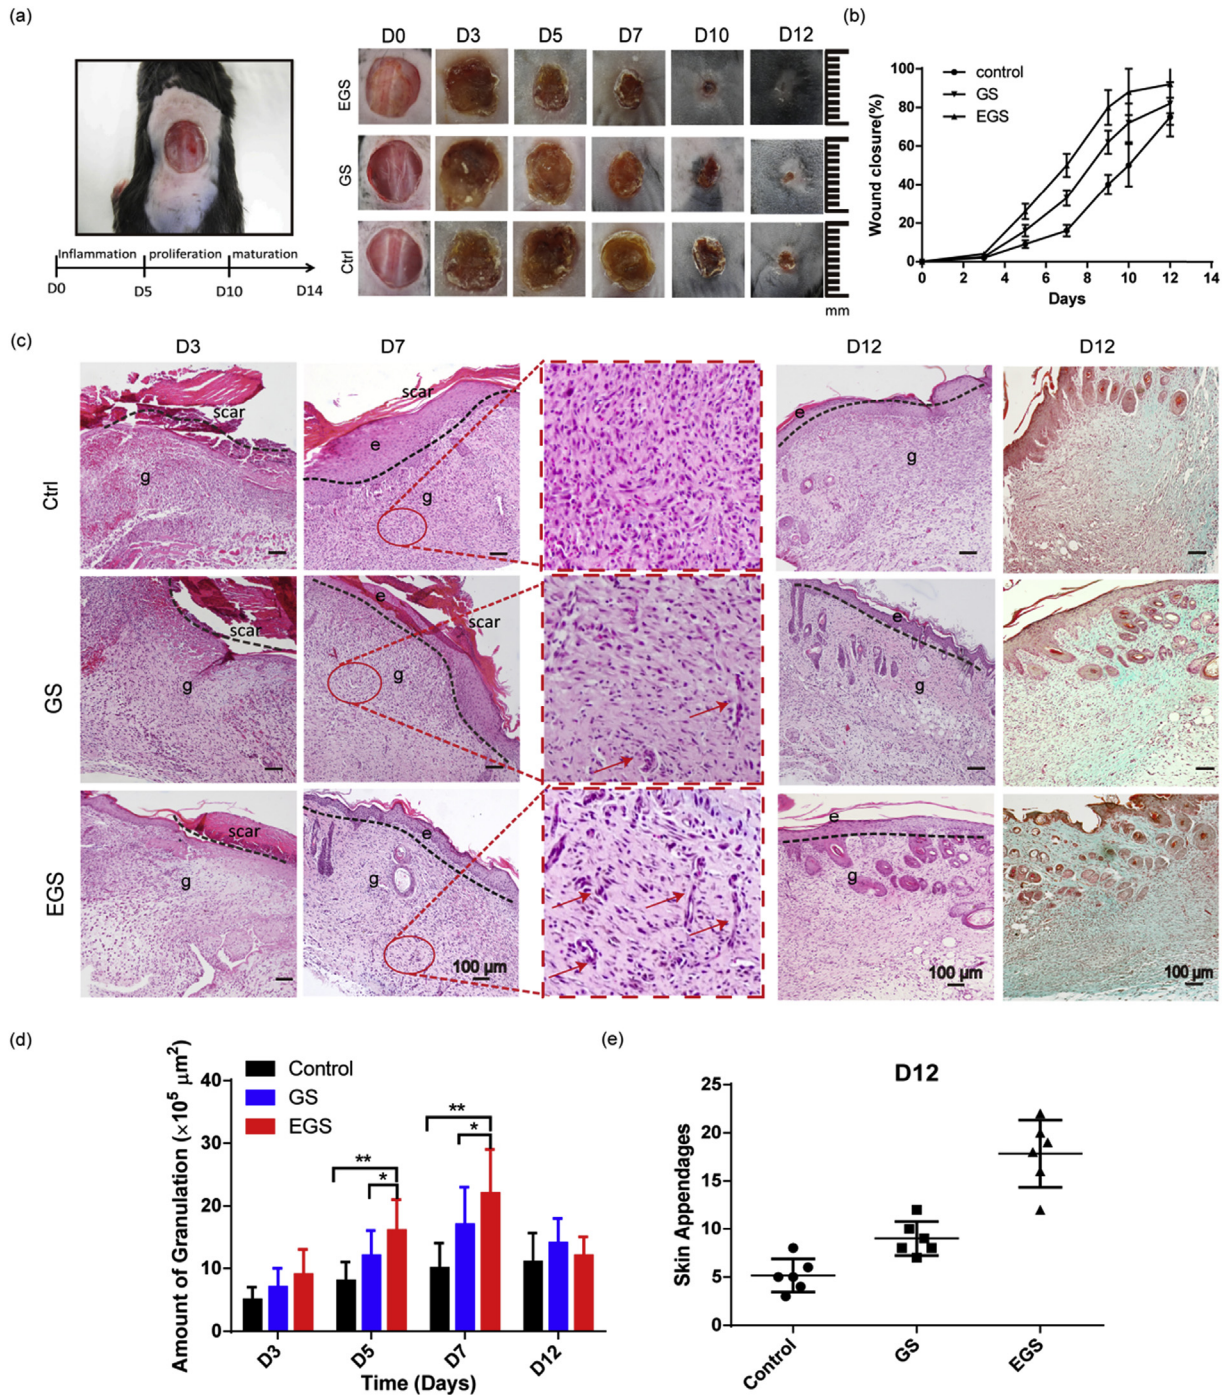 (a)
D0 D3 D5 D7 D10 D12
EGS
GS
Ctrl
mm
Inflammation proliferation maturation
D0 D5 D10 D14
(b)
Wound closure(%)
100
80
60
40
20
0
control
GS
EGS
0 2 4 6 8 10 12 14
Days
(c)
D3 D7 D12 D12
Ctrl
scar
g
scar
e
g
e
g
GS
scar
g
e
scar
g
e
g
EGS
scar
g
e
g
100 µm
e
g
100 µm
100 µm
(d)
Amount of Granulation (×10⁵ µm²)
40
30
20
10
0
Control
GS
EGS
**
*
**
*
D3 D5 D7 D12
Time (Days)
(e)
D12
Skin Appendages
25
20
15
10
5
0
Control GS EGS